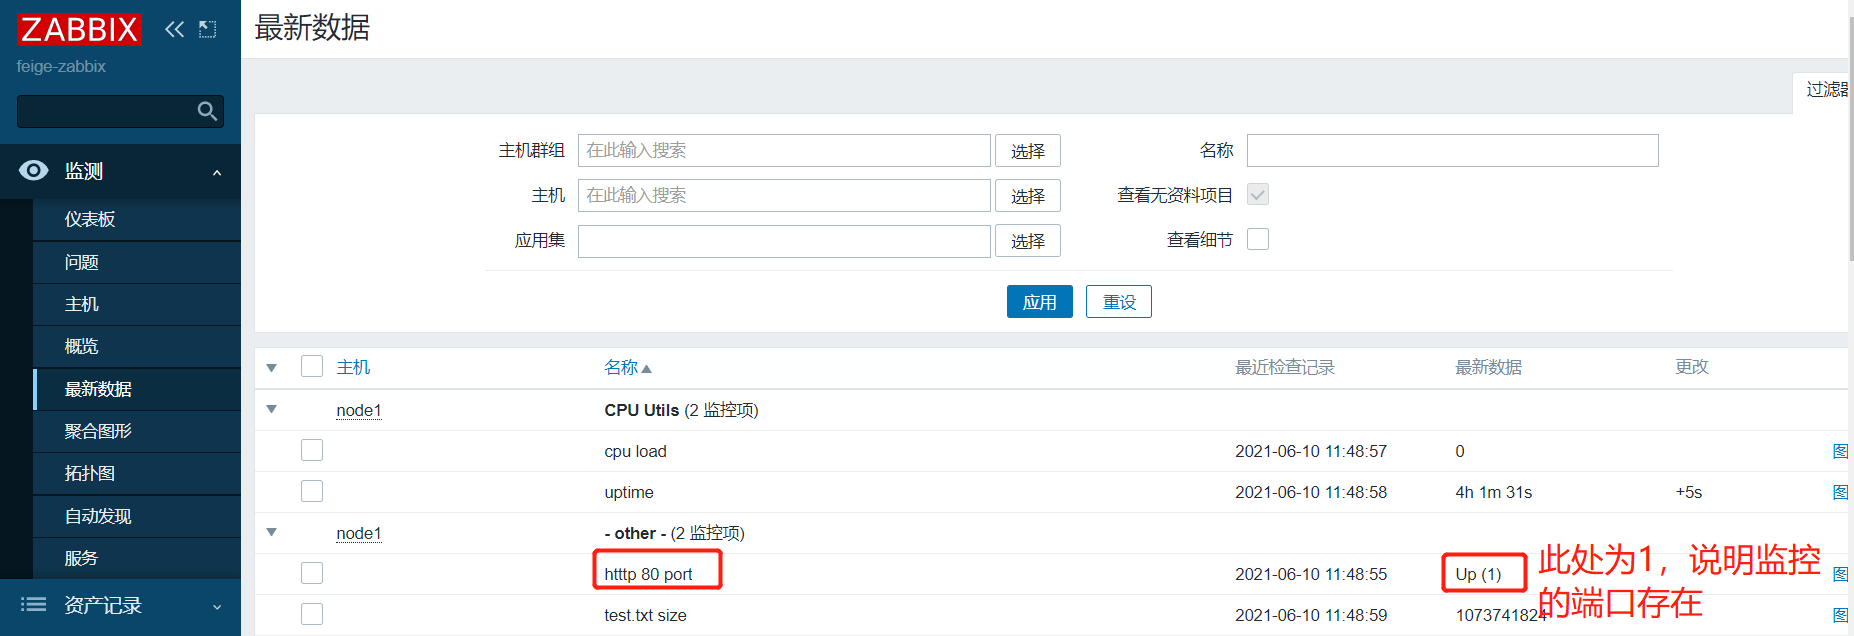 ZABBIX
feige-zabbix
监测
仪表板
问题
主机
概览
最新数据
聚合图形
拓扑图
自动发现
服务
资产记录
最新数据
过滤器
主机群组 在此输入搜索 选择 名称
主机 在此输入搜索 选择 查看无资料项目
应用集 选择 查看细节
应用 重设
主机 名称 最近检查记录 最新数据 更改
node1 CPU Utils (2 监控项)
cpu load 2021-06-10 11:48:57 0 图
uptime 2021-06-10 11:48:58 4h 1m 31s +5s 图
node1 - other - (2 监控项)
htttp 80 port 2021-06-10 11:48:55 Up (1) 图
test.txt size 2021-06-10 11:48:59 1073741824 图
此处为1，说明监控
的端口存在